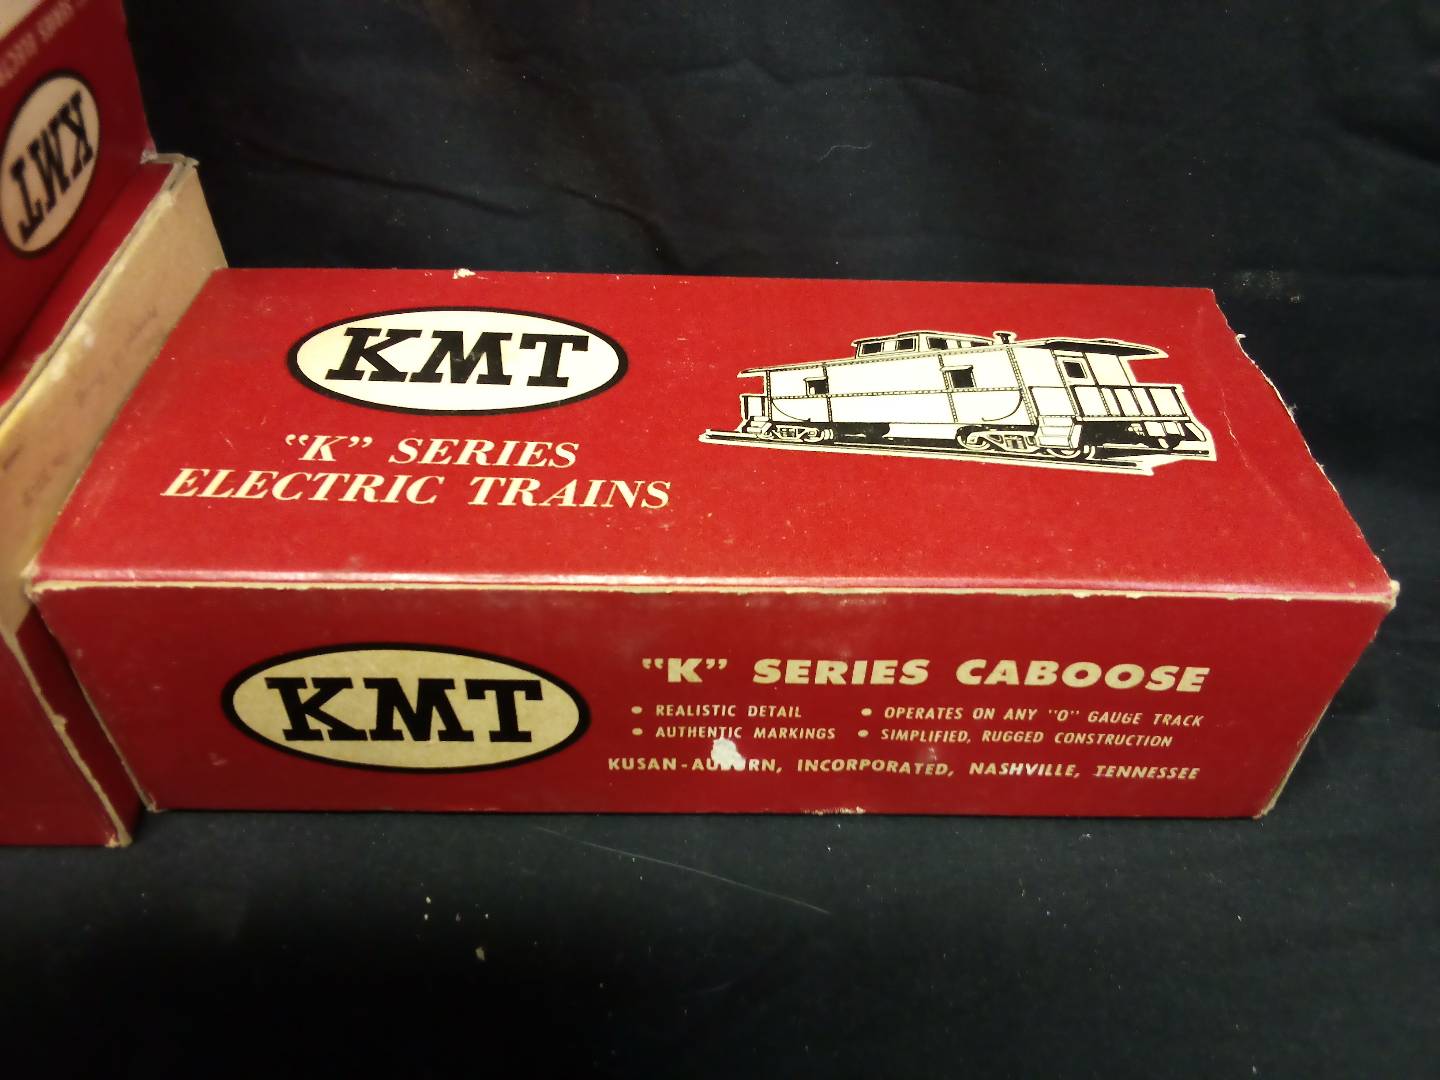 KMT
KMT
"K" SERIES
ELECTRIC TRAINS
KMT
"K" SERIES CABOOSE
• REALISTIC DETAIL • OPERATES ON ANY "O" GAUGE TRACK
• AUTHENTIC MARKINGS • SIMPLIFIED, RUGGED CONSTRUCTION
KUSAN-AUBURN, INCORPORATED, NASHVILLE, TENNESSEE